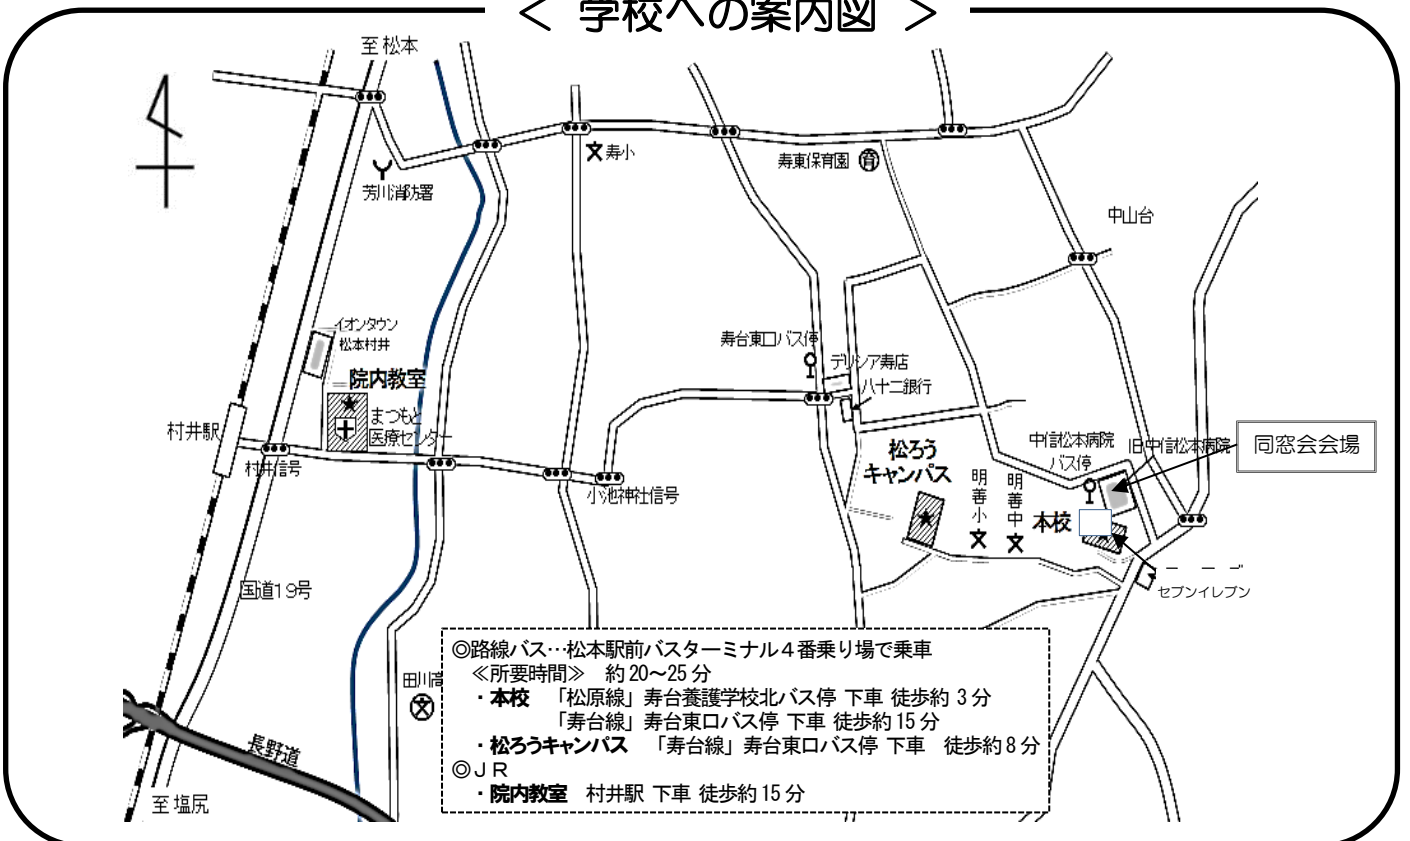 ＜ 学校への案内図 ＞
至 松本
寿小
寿東保育園
育
芳川消防署
中山台
イオンタウン
松本村井
寿台東口バス停
デリシア寿店
八十二銀行
院内教室
まつもと
医療センター
村井駅
村井信号
小池神社信号
松ろう
キャンパス
明善小
明善中
中信松本病院
バス停
旧中信松本病院
同窓会会場
本校
セブンイレブン
国道19号
田川高
長野道
至 塩尻
◎路線バス…松本駅前バスターミナル４番乗り場で乗車
≪所要時間≫　約20～25 分
・本校　「松原線」寿台養護学校北バス停 下車 徒歩約 3 分
「寿台線」寿台東口バス停 下車 徒歩約 15 分
・松ろうキャンパス　「寿台線」寿台東口バス停 下車　徒歩約 8 分
◎ＪＲ
・院内教室　村井駅 下車 徒歩約 15 分